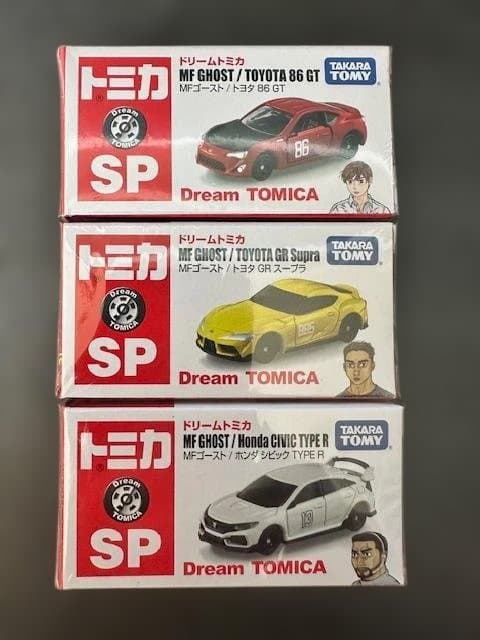 トミカ
Dream
TOMICA
SP
ドリームトミカ
MF GHOST / TOYOTA 86 GT
MFゴースト / トヨタ 86 GT
TAKARA
TOMY
86
Dream TOMICA
トミカ
Dream
TOMICA
SP
ドリームトミカ
MF GHOST / TOYOTA GR Supra
MFゴースト / トヨタ GR スープラ
TAKARA
TOMY
Dream TOMICA
トミカ
Dream
TOMICA
SP
ドリームトミカ
MF GHOST / Honda CIVIC TYPE R
MFゴースト / ホンダ シビック TYPE R
TAKARA
TOMY
13
Dream TOMICA